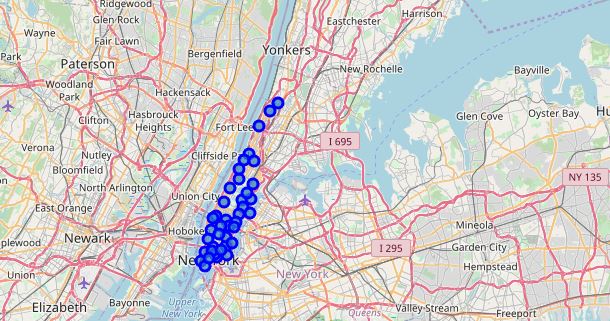 Ridgewood
Eastchester
Harrison
Glen Rock
Wayne
Fair Lawn
Yonkers
Bergenfield
Paterson
Park
New Rochelle
Bayville
Woodland
Park
Hackensack
Hasbrouck
Heights
Clifton
Fort Lee
Glen Cove
Oyster Bay
Hu
Verona
I 695
Nutley
Cliffside P
Bloomfield
NY 135
North Arlington
Union City
East Orange
Mineola
plewood
Newark
Hoboke
I 295
Garden City
New York
Hempstead
Union
New York
Elizabeth
Bayonne
Upper
New York
Queens
Valley Stream
Freeport